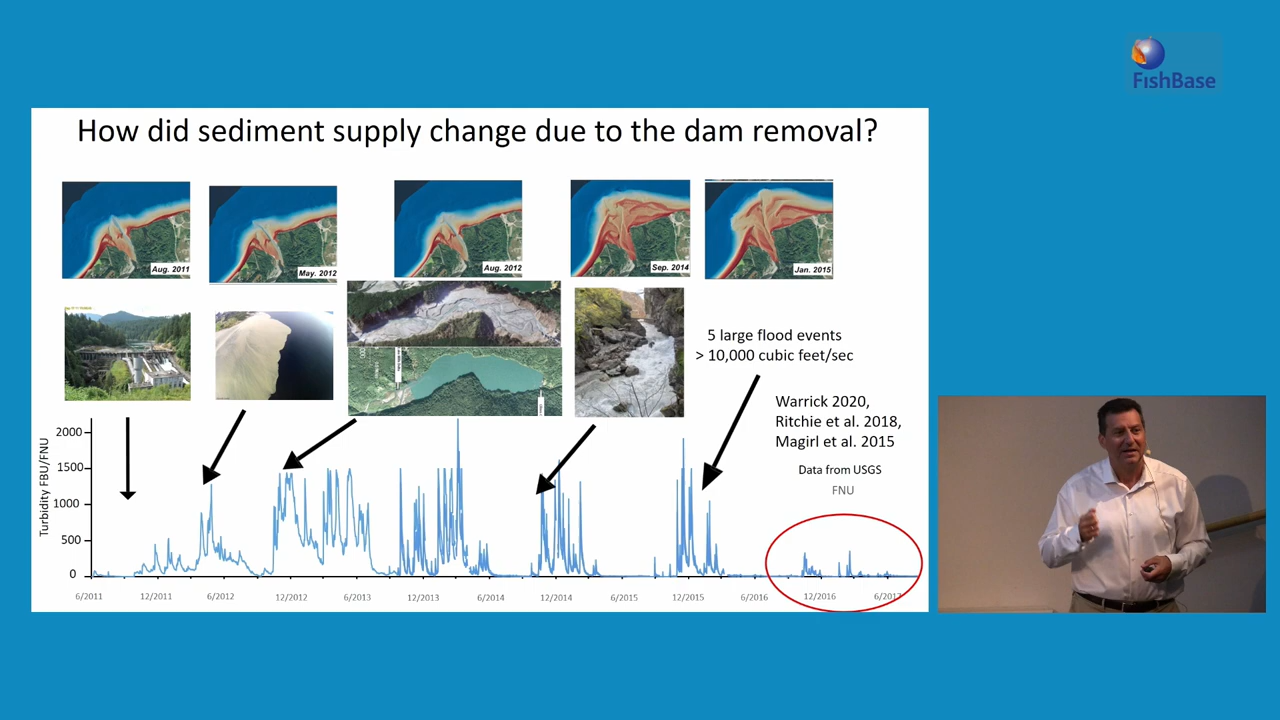 FishBase
How did sediment supply change due to the dam removal?
Aug. 2011
May. 2012
Aug. 2012
Sep. 2014
Jan. 2015
5 large flood events
> 10,000 cubic feet/sec
Warrick 2020,
Ritchie et al. 2018,
Magirl et al. 2015
Data from USGS
FNU
Turbidity FBU/FNU
2000
1500
1000
500
0
6/2011
12/2011
6/2012
12/2012
6/2013
12/2013
6/2014
12/2014
6/2015
12/2015
6/2016
12/2016
6/2017